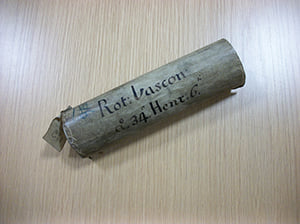 Rot: Vascon
d. 34 Henr: 6.